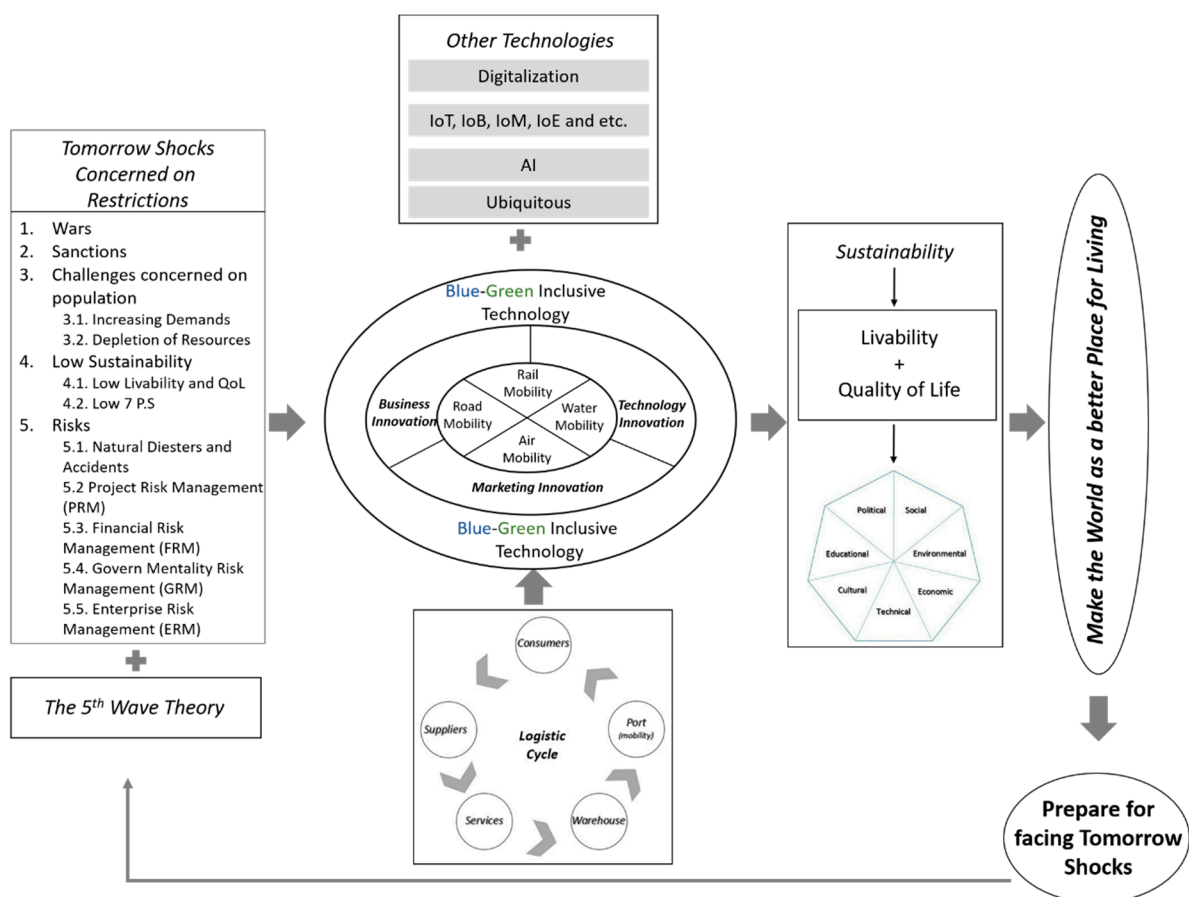 Other Technologies
Digitalization
IoT, IoB, IoM, IoE and etc.
AI
Ubiquitous
Tomorrow Shocks
Concerned on
Restrictions
1. Wars
2. Sanctions
3. Challenges concerned on
population
3.1. Increasing Demands
3.2. Depletion of Resources
4. Low Sustainability
4.1. Low Livability and QoL
4.2. Low 7 P.S
5. Risks
5.1. Natural Diesters and
Accidents
5.2 Project Risk Management
(PRM)
5.3. Financial Risk
Management (FRM)
5.4. Govern Mentality Risk
Management (GRM)
5.5. Enterprise Risk
Management (ERM)
The 5th Wave Theory
Blue-Green Inclusive
Technology
Business
Innovation
Technology
Innovation
Marketing Innovation
Rail
Mobility
Road
Mobility
Water
Mobility
Air
Mobility
Blue-Green Inclusive
Technology
Consumers
Suppliers
Port
(mobility)
Logistic
Cycle
Services
Warehouse
Sustainability
Livability
+
Quality of Life
Political
Social
Educational
Environmental
Cultural
Economic
Technical
Make the World as a better Place for Living
Prepare for
facing Tomorrow
Shocks